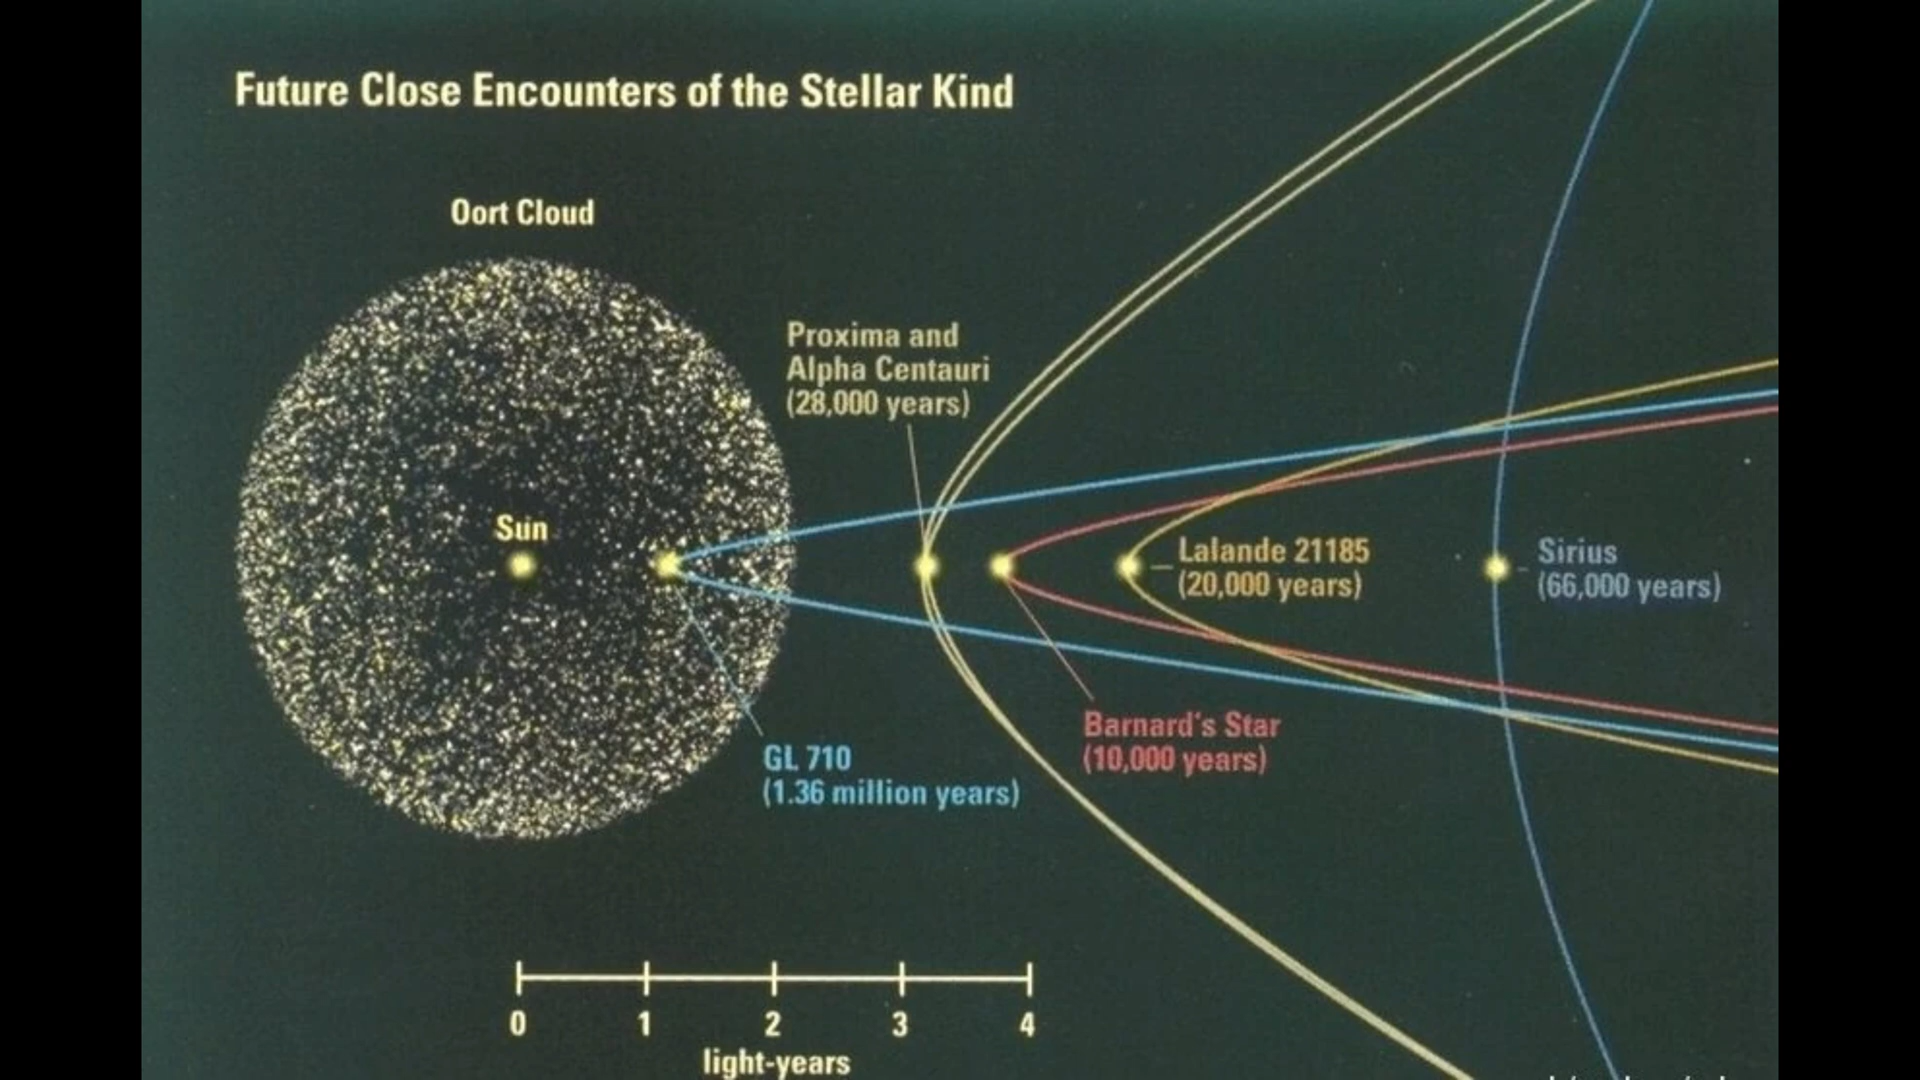 Future Close Encounters of the Stellar Kind
Oort Cloud
Proxima and
Alpha Centauri
(28,000 years)
Sun
Lalande 21185
(20,000 years)
Sirius
(66,000 years)
Barnard's Star
(10,000 years)
GL 710
(1.36 million years)
0 1 2 3 4
light-years